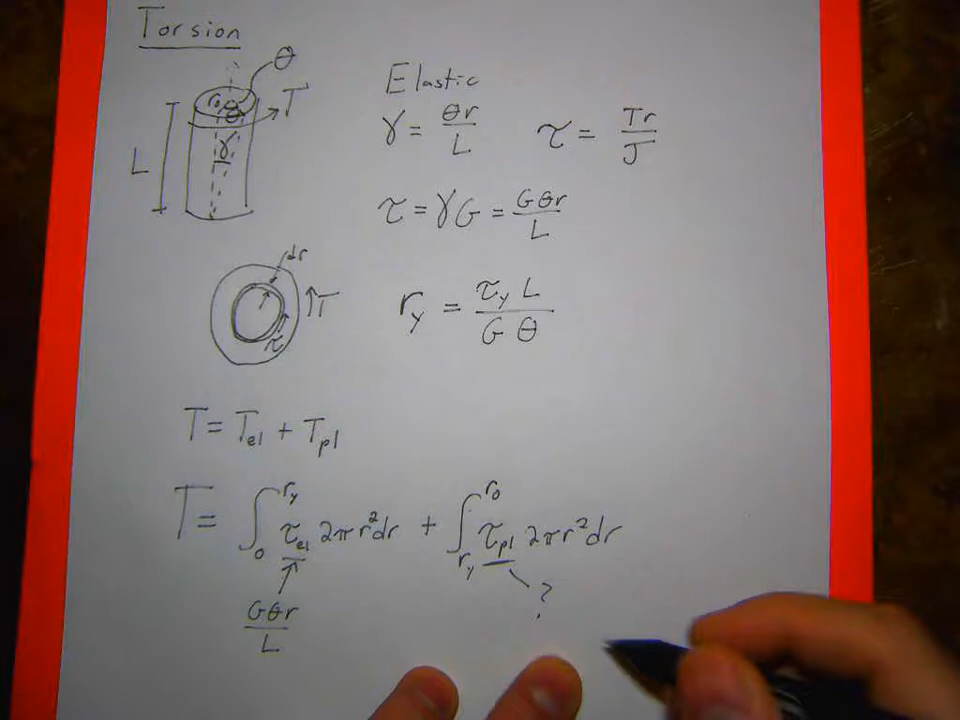 Torsion
θ
r₀ θ T
L γ
Elastic
γ = θr/L τ = Tr/J
τ = γG = Gθr/L
dr
T
τ
r_y = τ_y L / G θ
T = T_el + T_pl
T = ∫₀^{r_y} τ_el 2πr²dr + ∫_{r_y}^{r₀} τ_pl 2πr²dr
Gθr/L
?